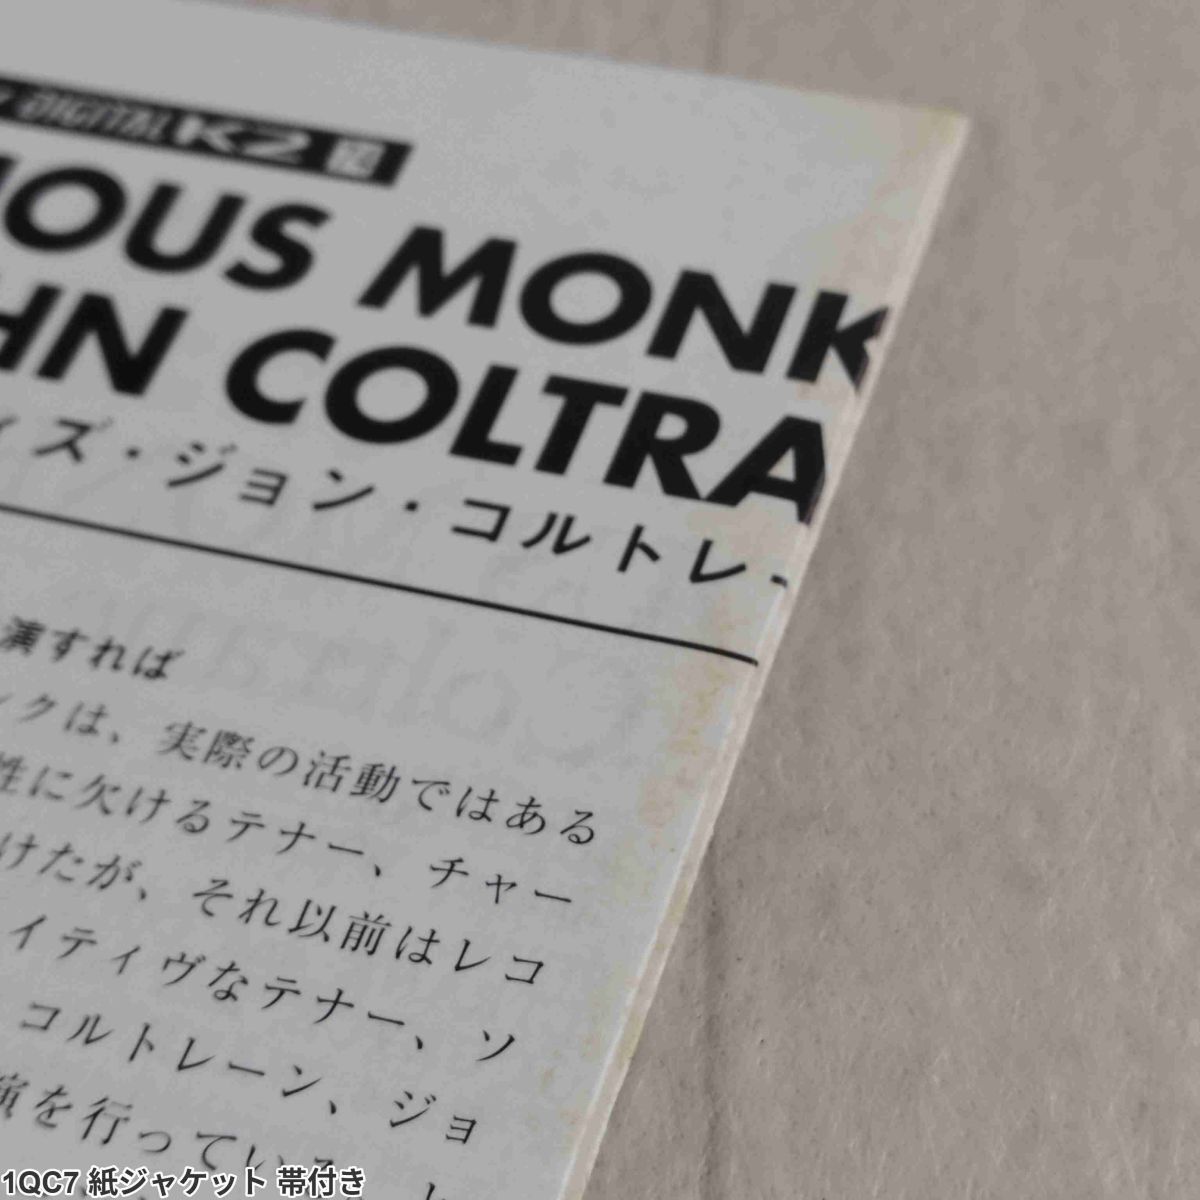 DIGITAL K2
IOUS MONK
HN COLTRA
ィズ・ジョン・コルトレー
演すれば
ンクは、実際の活動ではある
性に欠けるテナー、チャー
けたが、それ以前はレコ
イティヴなテナー、ソ
コルトレーン、ジョ
演を行っている
1QC7 紙ジャケット 帯付き